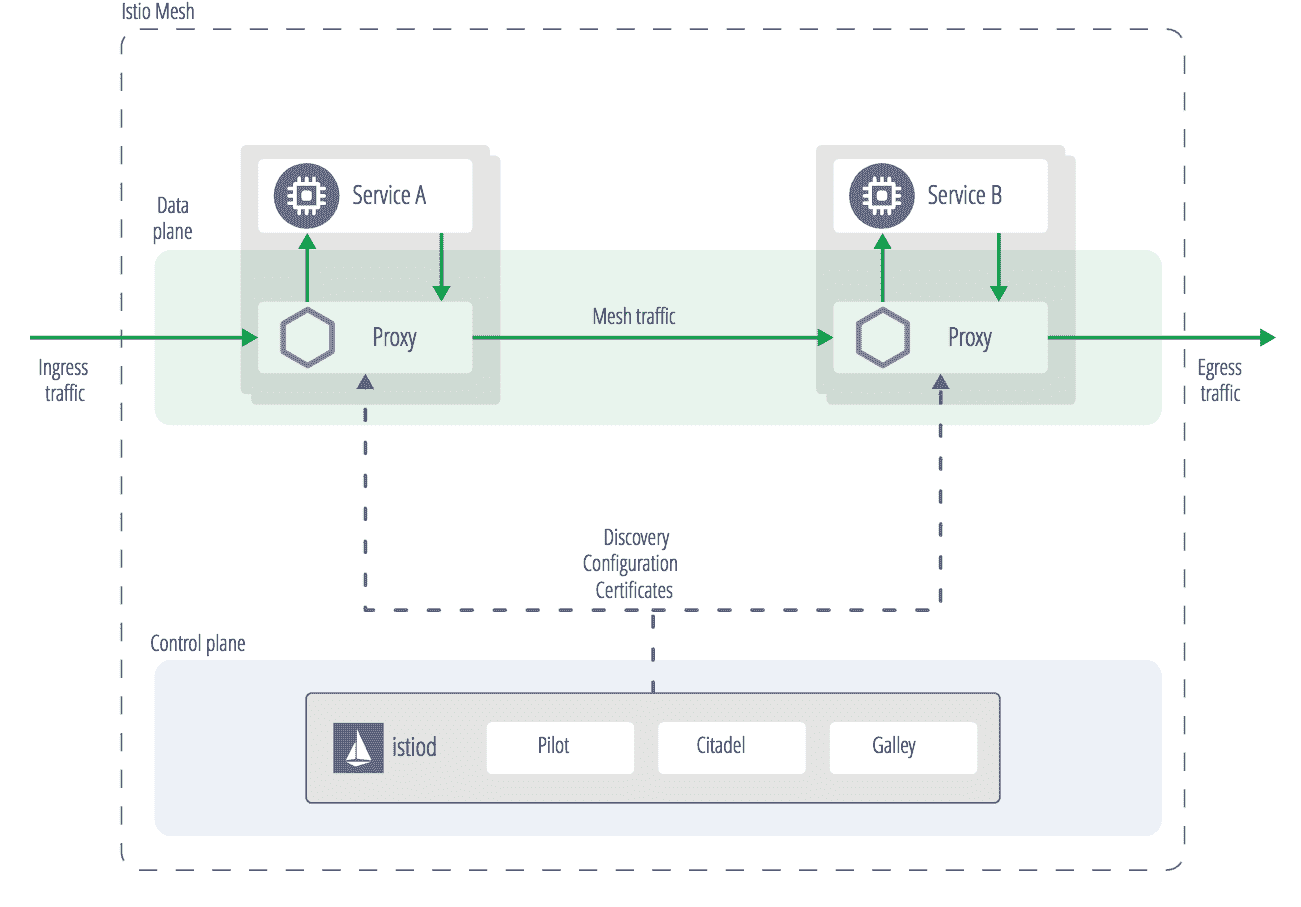 Istio Mesh
Service A
Service B
Data
plane
Mesh traffic
Proxy
Proxy
Ingress
traffic
Egress
traffic
Discovery
Configuration
Certificates
Control plane
istiod
Pilot
Citadel
Galley